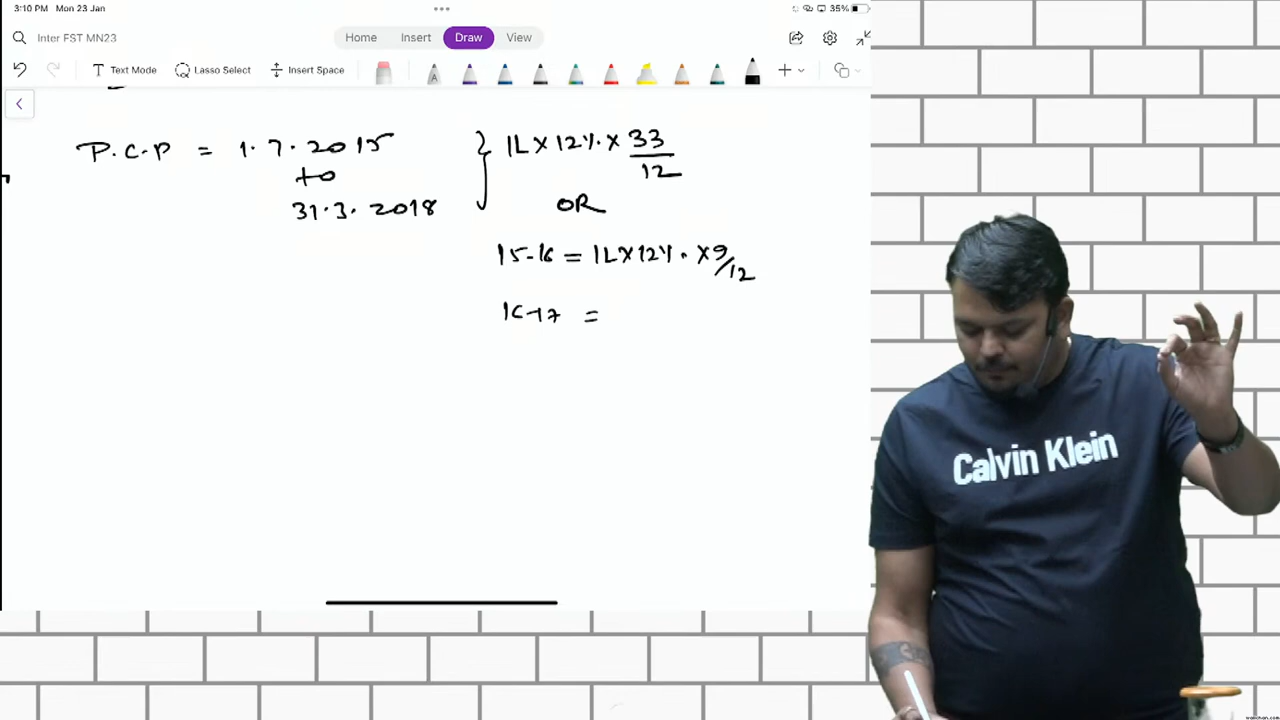 3:10 PM Mon 23 Jan
35%
Inter FST MN23
Home Insert Draw View
Text Mode Lasso Select Insert Space
P.C.P = 1.7.2015
to
31.3.2018
1L X 12% X 33
12
OR
15-16 = 1L X 12% X 9/12
16-17 =
Calvin Klein